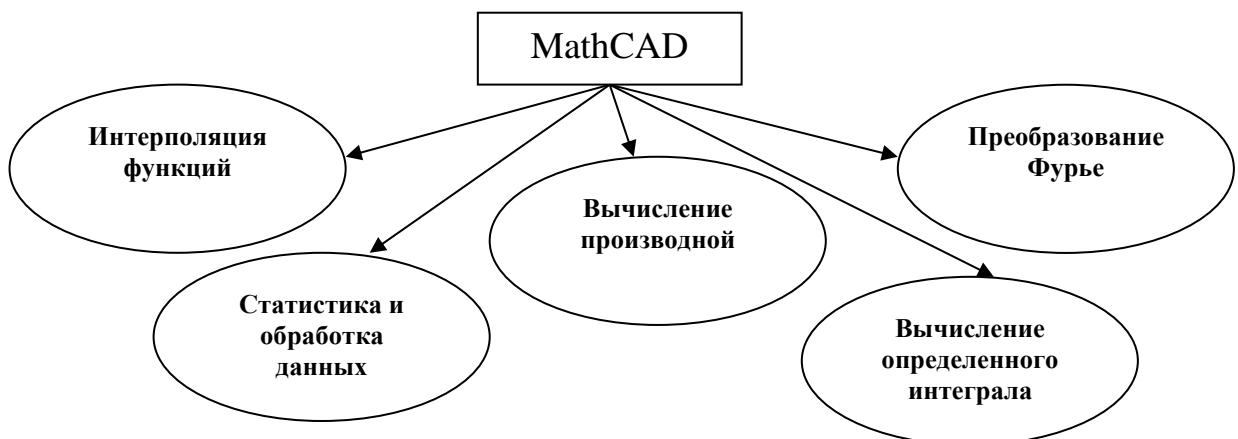 MathCAD
Интерполяция
функций
Преобразование
Фурье
Вычисление
производной
Статистика и
обработка
данных
Вычисление
определенного
интеграла